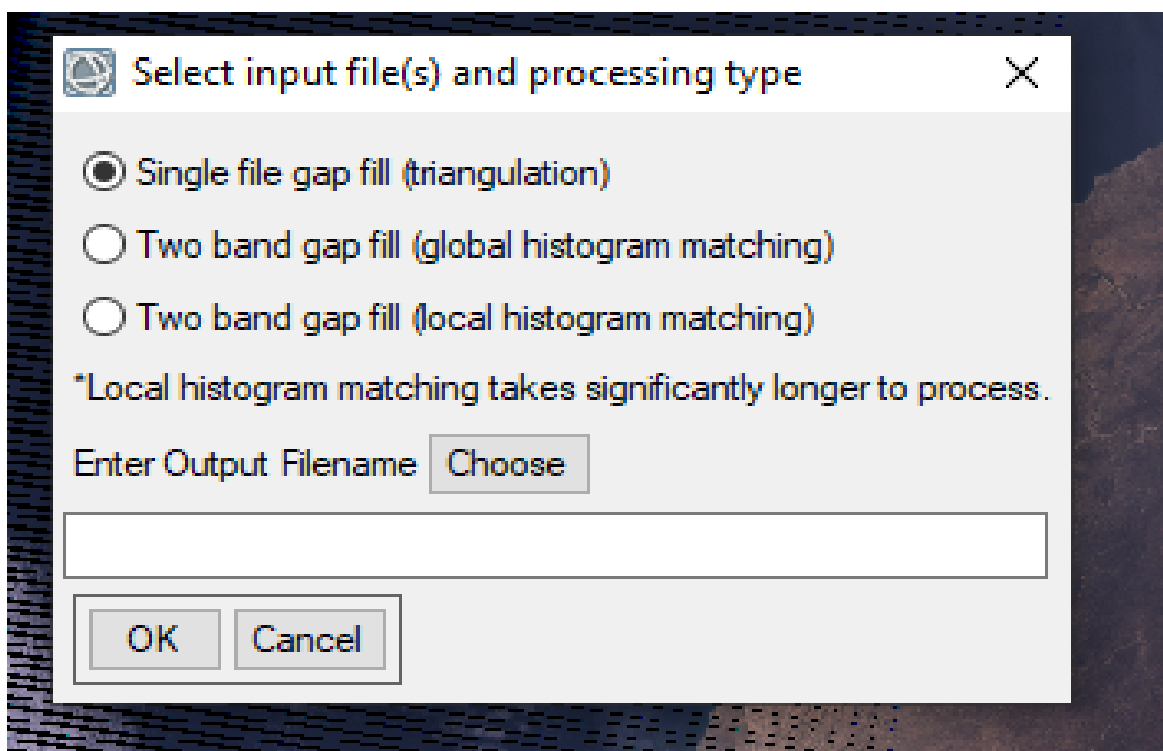 Select input file(s) and processing type
Single file gap fill (triangulation)
Two band gap fill (global histogram matching)
Two band gap fill (local histogram matching)
*Local histogram matching takes significantly longer to process.
Enter Output Filename Choose
OK Cancel